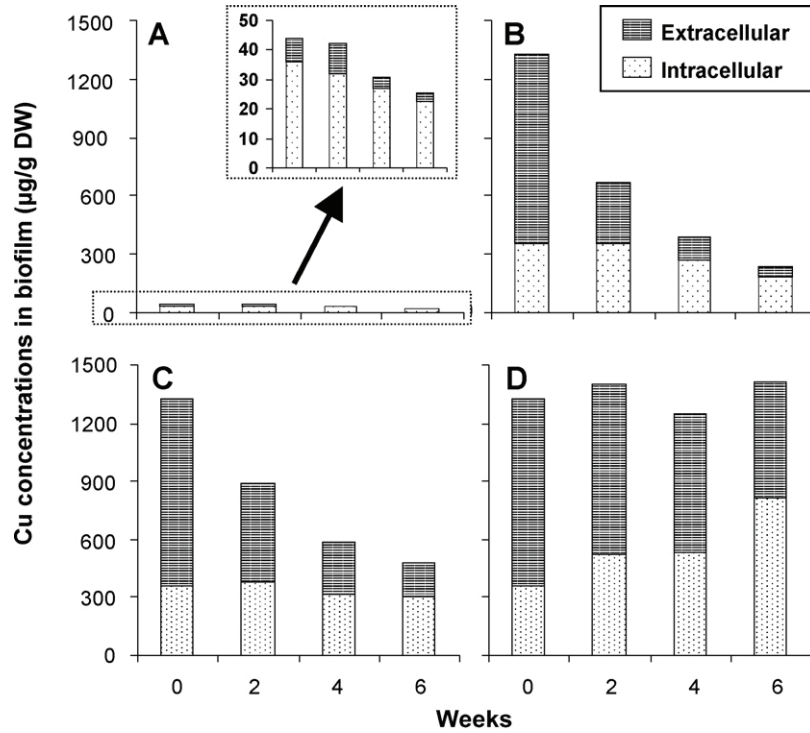 1500
1200
900
600
300
0
A
50
40
30
20
10
0
B
Extracellular
Intracellular
Cu concentrations in biofilm (µg/g DW)
1500
1200
900
600
300
0
C
D
0 2 4 6 0 2 4 6
Weeks